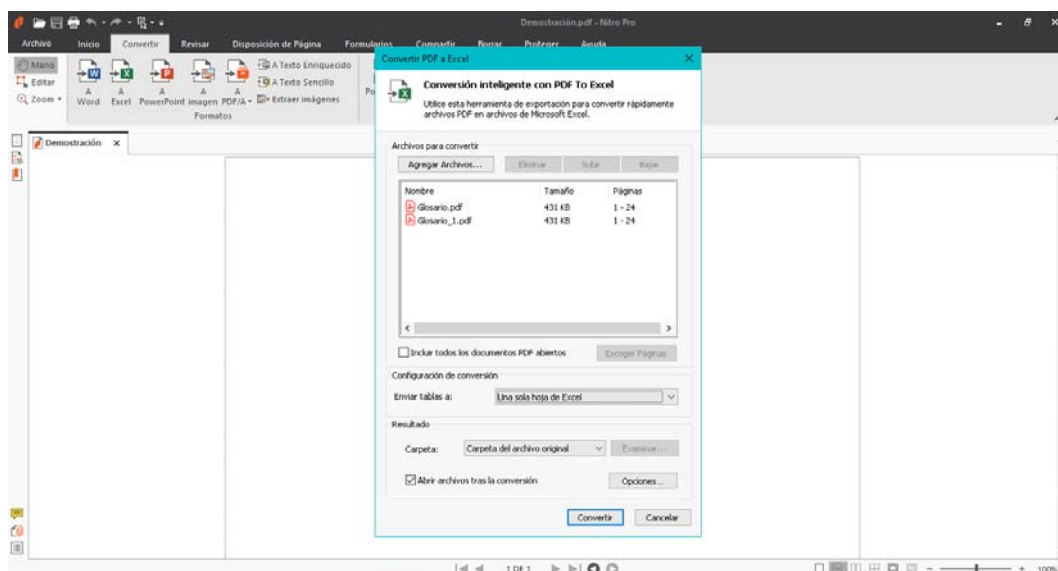 Demostración.pdf - Nitro Pro
Archivo Inicio Convertir Revisar Disposición de Página Formularios Compartir Borrar Proteger Ayuda
Mano
Editar
Zoom
A Word
A Excel
A PowerPoint
A imagen
A PDF/A
A Texto Enriquecido
A Texto Sencillo
Extraer imágenes
Formatos
Demostración x
Convertir PDF a Excel
Conversión inteligente con PDF To Excel
Utilice esta herramienta de exportación para convertir rápidamente
archivos PDF en archivos de Microsoft Excel.
Archivos para convertir
Agregar Archivos... Eliminar Subir Bajar
Nombre Tamaño Páginas
Glosario.pdf 431 KB 1 - 24
Glosario_1.pdf 431 KB 1 - 24
Incluir todos los documentos PDF abiertos Escoger Páginas
Configuración de conversión
Enviar tablas a: Una sola hoja de Excel
Resultado
Carpeta: Carpeta del archivo original Examinar...
Abrir archivos tras la conversión Opciones...
Convertir Cancelar
1 DE 1
100%